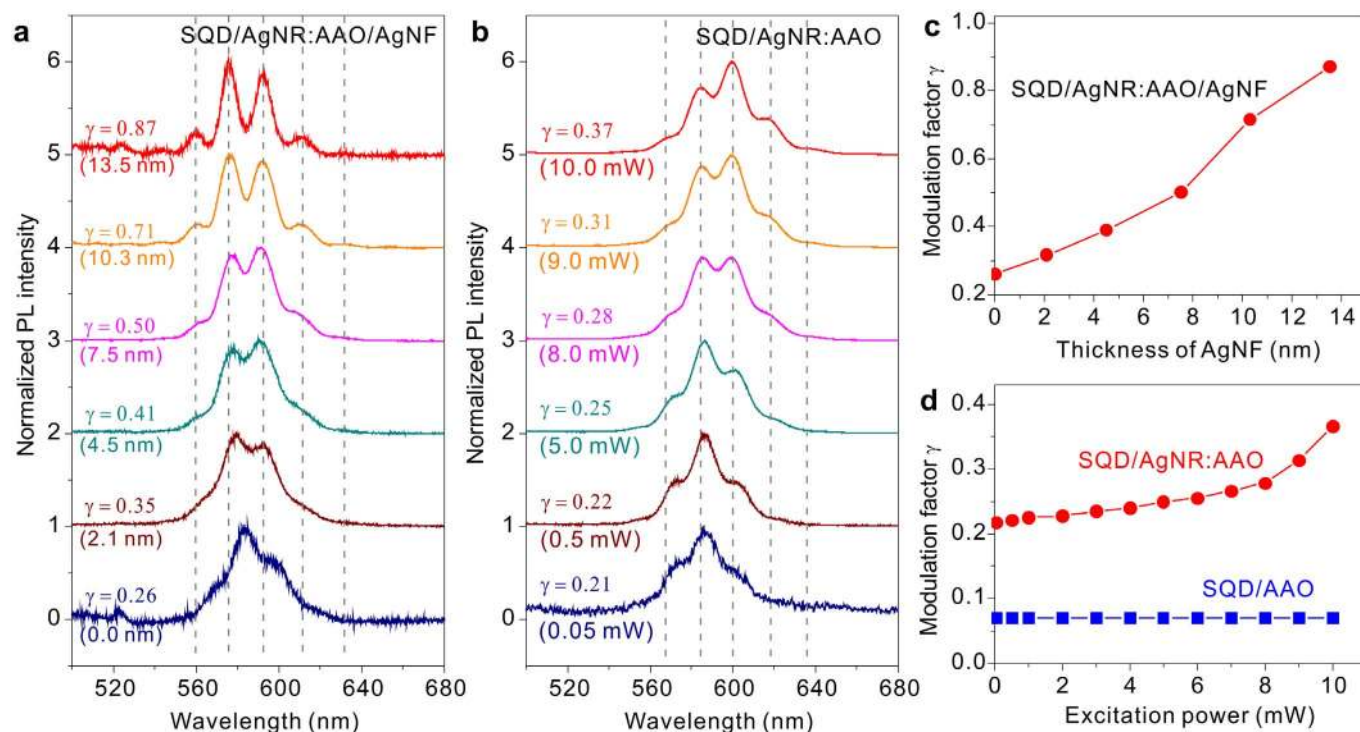 a
SQD/AgNR:AAO/AgNF
6
γ = 0.87
(13.5 nm)
5
γ = 0.71
(10.3 nm)
4
γ = 0.50
(7.5 nm)
3
γ = 0.41
(4.5 nm)
2
γ = 0.35
(2.1 nm)
1
γ = 0.26
(0.0 nm)
0
Normalized PL intensity
520 560 600 640 680
Wavelength (nm)
b
SQD/AgNR:AAO
6
γ = 0.37
(10.0 mW)
5
γ = 0.31
(9.0 mW)
4
γ = 0.28
(8.0 mW)
3
γ = 0.25
(5.0 mW)
2
γ = 0.22
(0.5 mW)
1
γ = 0.21
(0.05 mW)
0
Normalized PL intensity
520 560 600 640 680
Wavelength (nm)
c
SQD/AgNR:AAO/AgNF
1.0
0.8
0.6
0.4
0.2
Modulation factor γ
0 2 4 6 8 10 12 14
Thickness of AgNF (nm)
d
SQD/AgNR:AAO
SQD/AAO
0.4
0.3
0.2
0.1
0.0
Modulation factor γ
0 2 4 6 8 10
Excitation power (mW)